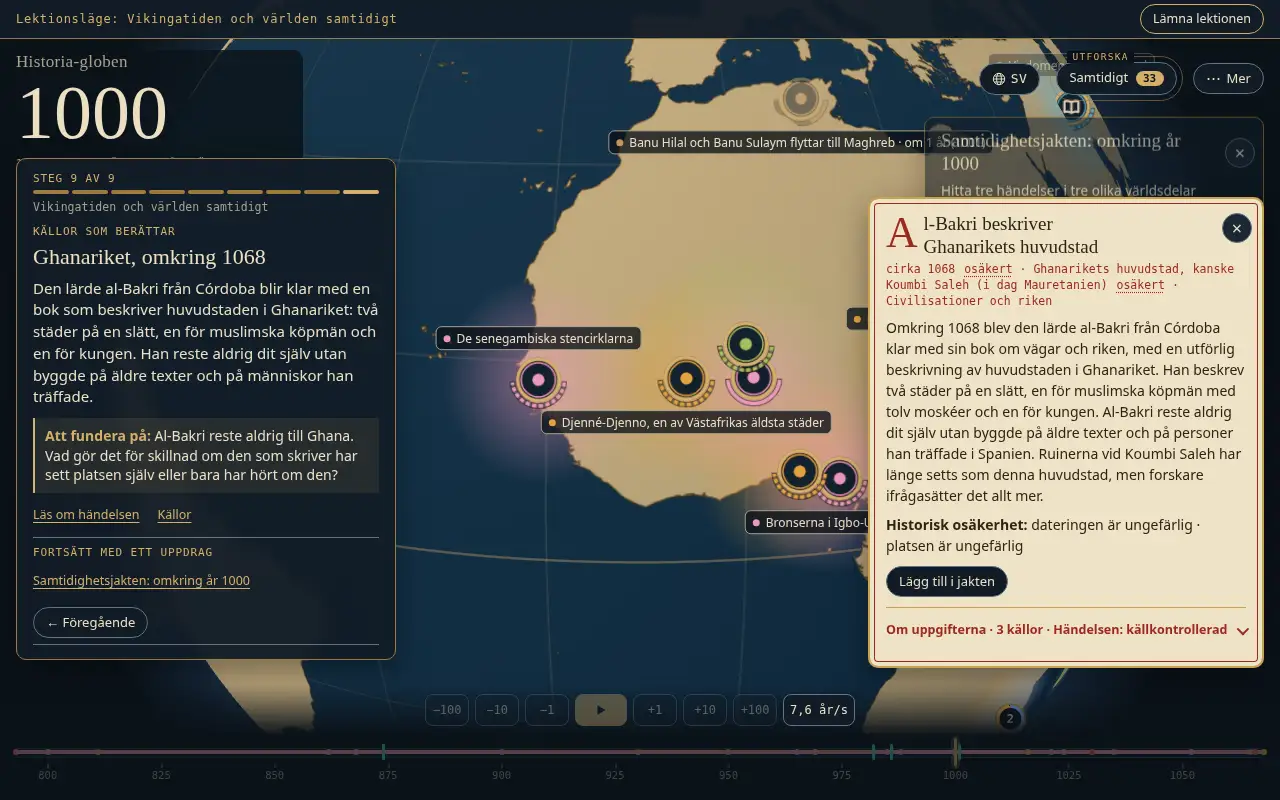 Lektionsläge: Vikingatiden och världen samtidigt
Lämna lektionen
Historia-globen
1000
UTFORSKA
SV
Samtidigt 33
··· Mer
STEG 9 AV 9
Vikingatiden och världen samtidigt
KÄLLOR SOM BERÄTTAR
Ghanariket, omkring 1068
Den lärde al-Bakri från Córdoba blir klar med en
bok som beskriver huvudstaden i Ghanariket: två
städer på en slätt, en för muslimska köpmän och
en för kungen. Han reste aldrig dit själv utan
byggde på äldre texter och på människor han
träffade.
Att fundera på: Al-Bakri reste aldrig till Ghana.
Vad gör det för skillnad om den som skriver har
sett platsen själv eller bara har hört om den?
Läs om händelsen
Källor
FORTSÄTT MED ETT UPPDRAG
Samtidighetsjakten: omkring år 1000
← Föregående
Banu Hilal och Banu Sulaym flyttar till Maghreb · om 1
De senegambiska stencirklarna
Djenné-Djenno, en av Västafrikas äldsta städer
Bronserna i Igbo-U
Samtidighetsjakten: omkring år
1000
×
Hitta tre händelser i tre olika världsdelar
Al-Bakri beskriver
Ghanarikets huvudstad
×
cirka 1068 osäkert · Ghanarikets huvudstad, kanske
Koumbi Saleh (i dag Mauretanien) osäkert ·
Civilisationer och riken
Omkring 1068 blev den lärde al-Bakri från Córdoba
klar med sin bok om vägar och riken, med en utförlig
beskrivning av huvudstaden i Ghanariket. Han beskrev
två städer på en slätt, en för muslimska köpmän med
tolv moskéer och en för kungen. Al-Bakri reste aldrig
dit själv utan byggde på äldre texter och på personer
han träffade i Spanien. Ruinerna vid Koumbi Saleh har
länge setts som denna huvudstad, men forskare
ifrågasätter det allt mer.
Historisk osäkerhet: dateringen är ungefärlig ·
platsen är ungefärlig
Lägg till i jakten
Om uppgifterna · 3 källor · Händelsen: källkontrollerad
2
−100 −10 −1 +1 +10 +100 7,6 år/s
800 825 850 875 900 925 950 975 1000 1025 1050